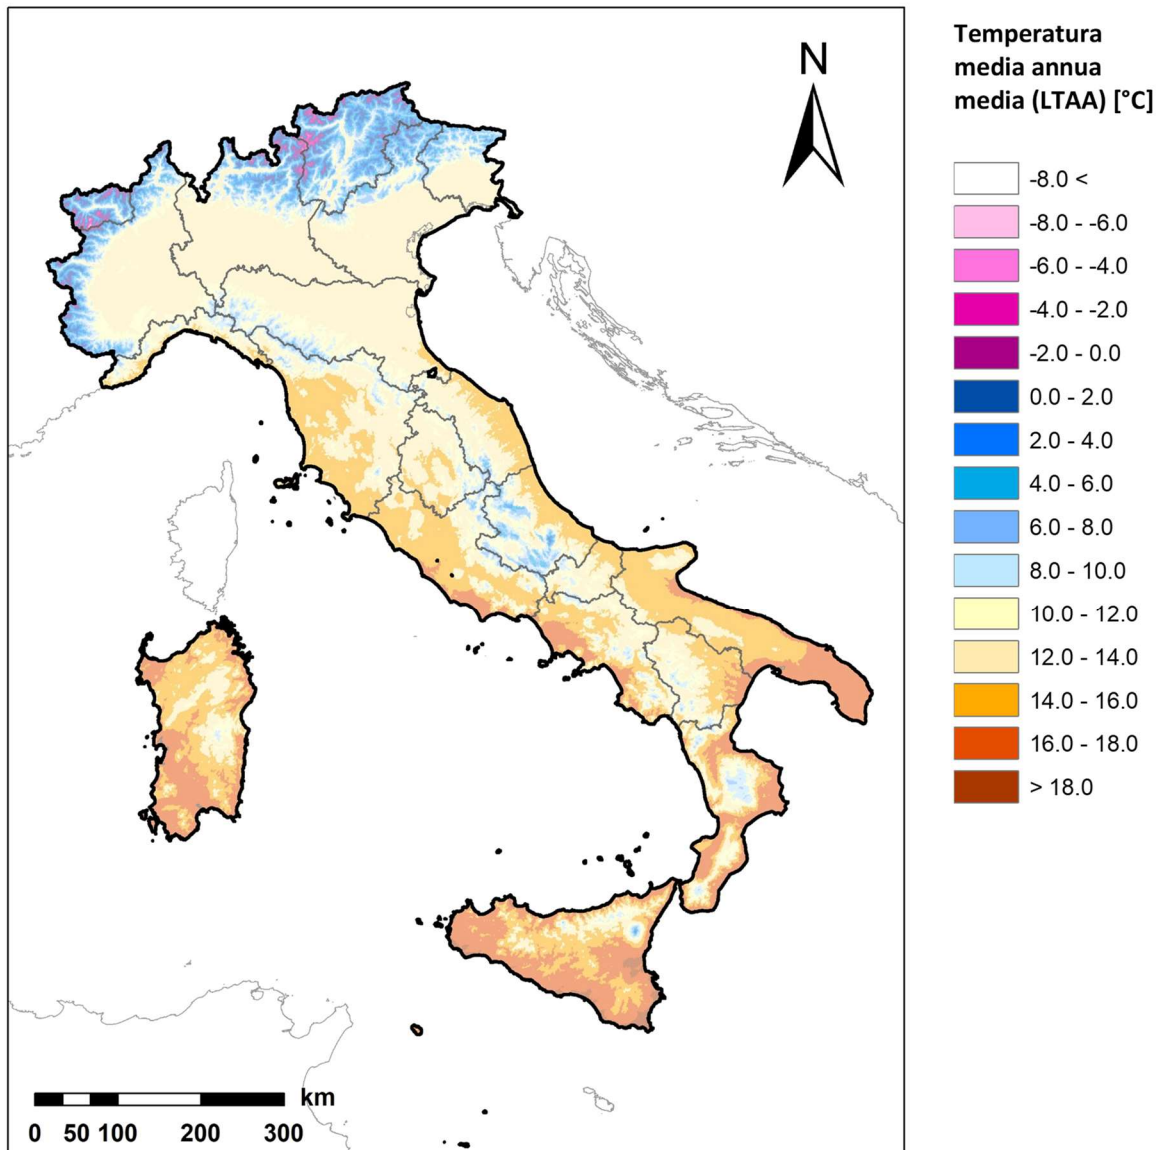 Temperatura
media annua
media (LTAA) [°C]
N
-8.0 <
-8.0 - -6.0
-6.0 - -4.0
-4.0 - -2.0
-2.0 - 0.0
0.0 - 2.0
2.0 - 4.0
4.0 - 6.0
6.0 - 8.0
8.0 - 10.0
10.0 - 12.0
12.0 - 14.0
14.0 - 16.0
16.0 - 18.0
> 18.0
km
0 50 100 200 300